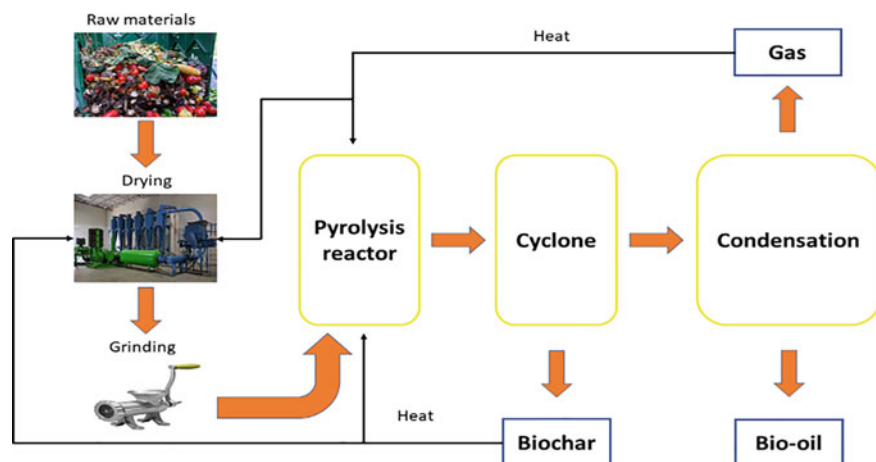 Raw materials
Heat
Gas
Drying
Pyrolysis
reactor
Cyclone
Condensation
Grinding
Heat
Biochar
Bio-oil